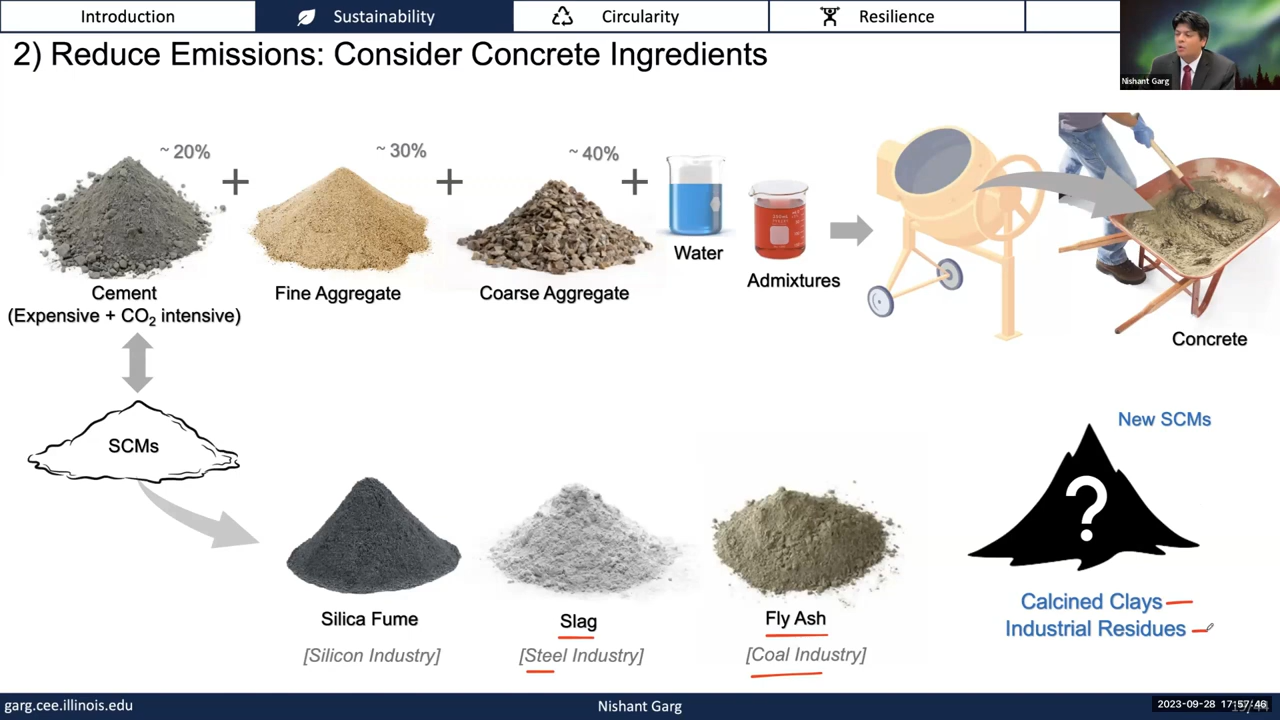 Introduction
Sustainability
Circularity
Resilience
2) Reduce Emissions: Consider Concrete Ingredients
Nishant Garg
~ 20%
~ 30%
~ 40%
Water
Admixtures
Cement
(Expensive + CO₂ intensive)
Fine Aggregate
Coarse Aggregate
Concrete
SCMs
New SCMs
?
Silica Fume
[Silicon Industry]
Slag
[Steel Industry]
Fly Ash
[Coal Industry]
Calcined Clays
Industrial Residues
garg.cee.illinois.edu
Nishant Garg
2023-09-28 17:57:46